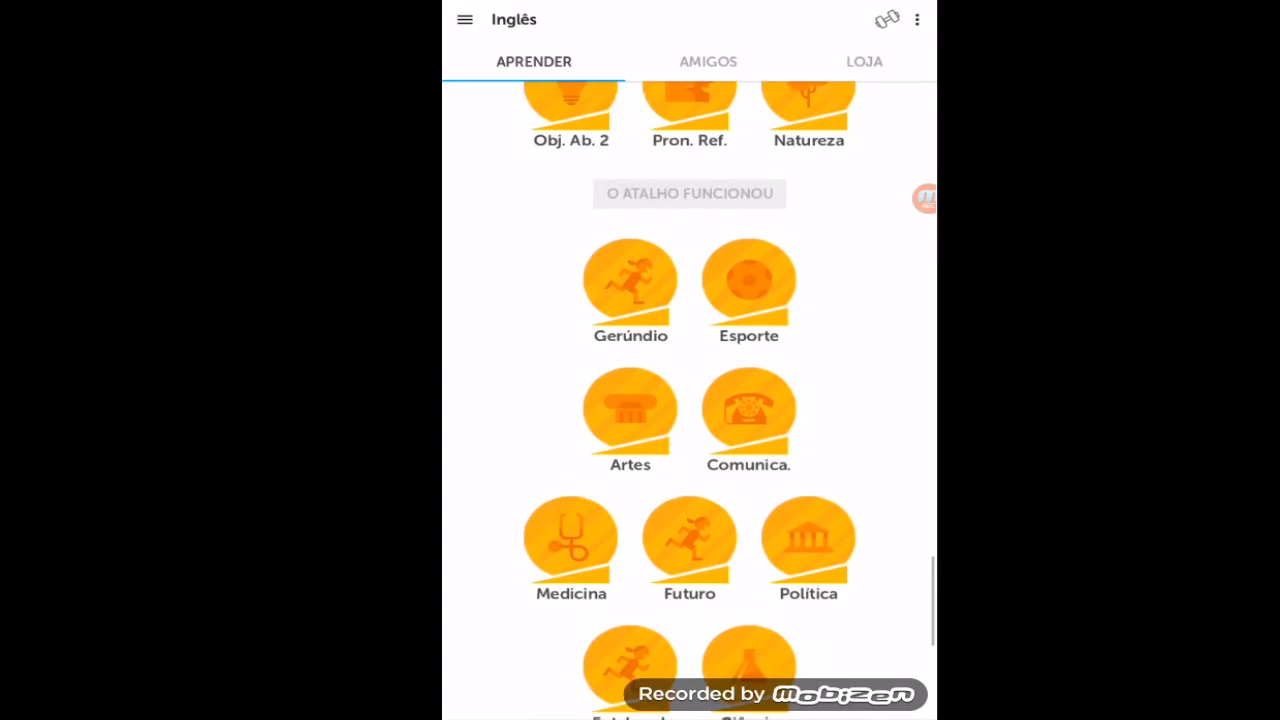 Inglês
APRENDER AMIGOS LOJA
Obj. Ab. 2 Pron. Ref. Natureza
O ATALHO FUNCIONOU
Gerúndio Esporte
Artes Comunica.
Medicina Futuro Política
Recorded by mobizen